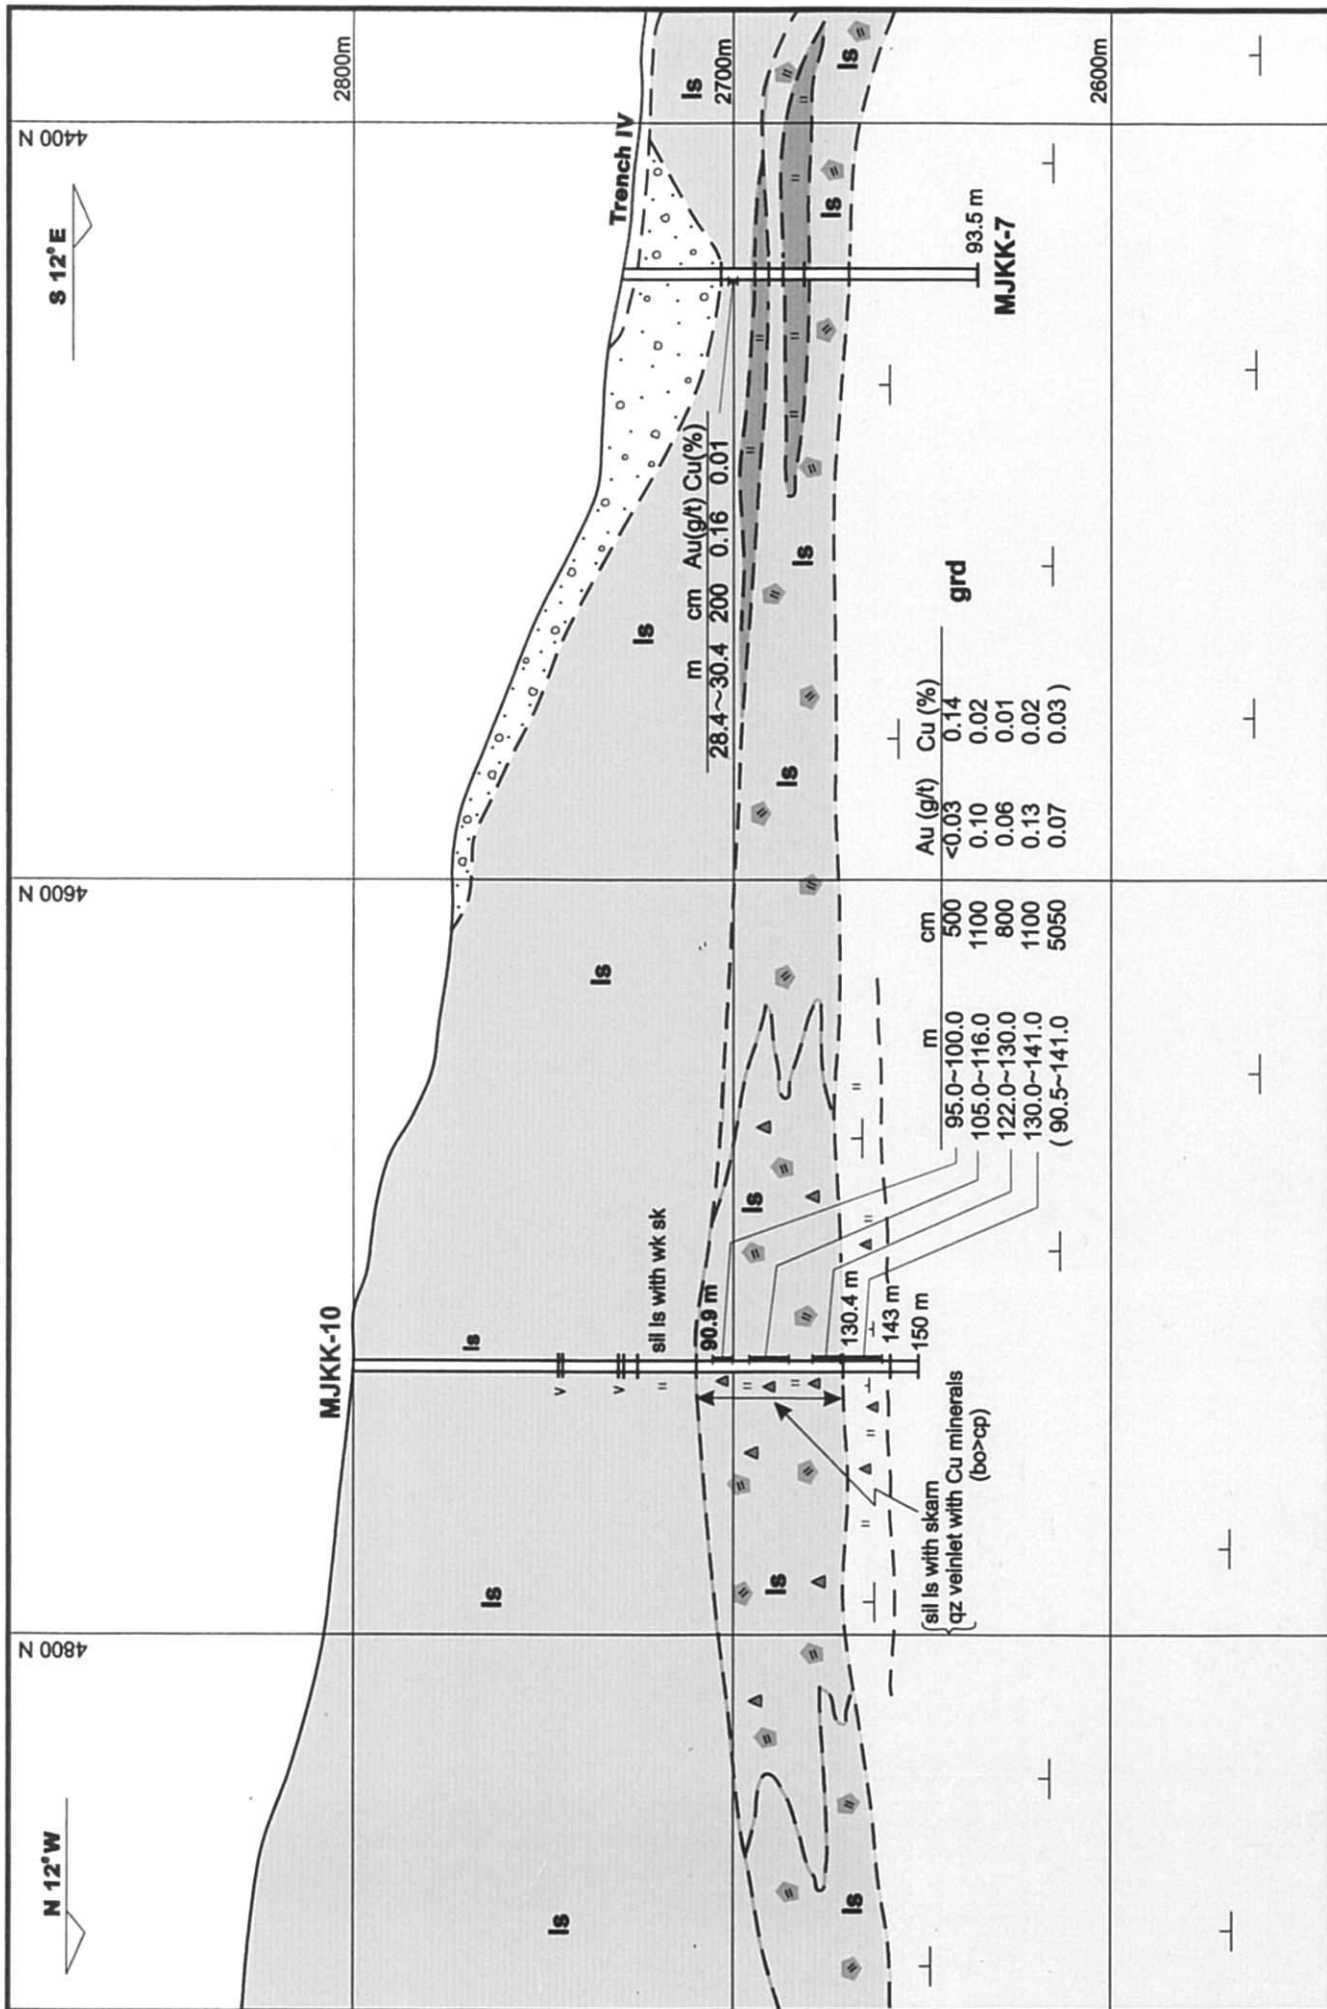 N 12°W
S 12°E
4800 N
4600 N
4400 N
2800m
2700m
2600m
MJKK-10
Trench IV
ls
ls
ls
ls
ls
ls
sil ls with wk sk
v
v
90.9 m
130.4 m
143 m
150 m
ls
ls
ls
ls
ls
ls
ls
m cm Au(g/t) Cu(%)
28.4~30.4 200 0.16 0.01
93.5 m
MJKK-7
{sil ls with skarn
qz veinlet with Cu minerals
(bo>cp)
m cm Au (g/t) Cu (%)
95.0~100.0 500 <0.03 0.14
105.0~116.0 1100 0.10 0.02
122.0~130.0 800 0.06 0.01
130.0~141.0 1100 0.13 0.02
( 90.5~141.0 5050 0.07 0.03 )
grd